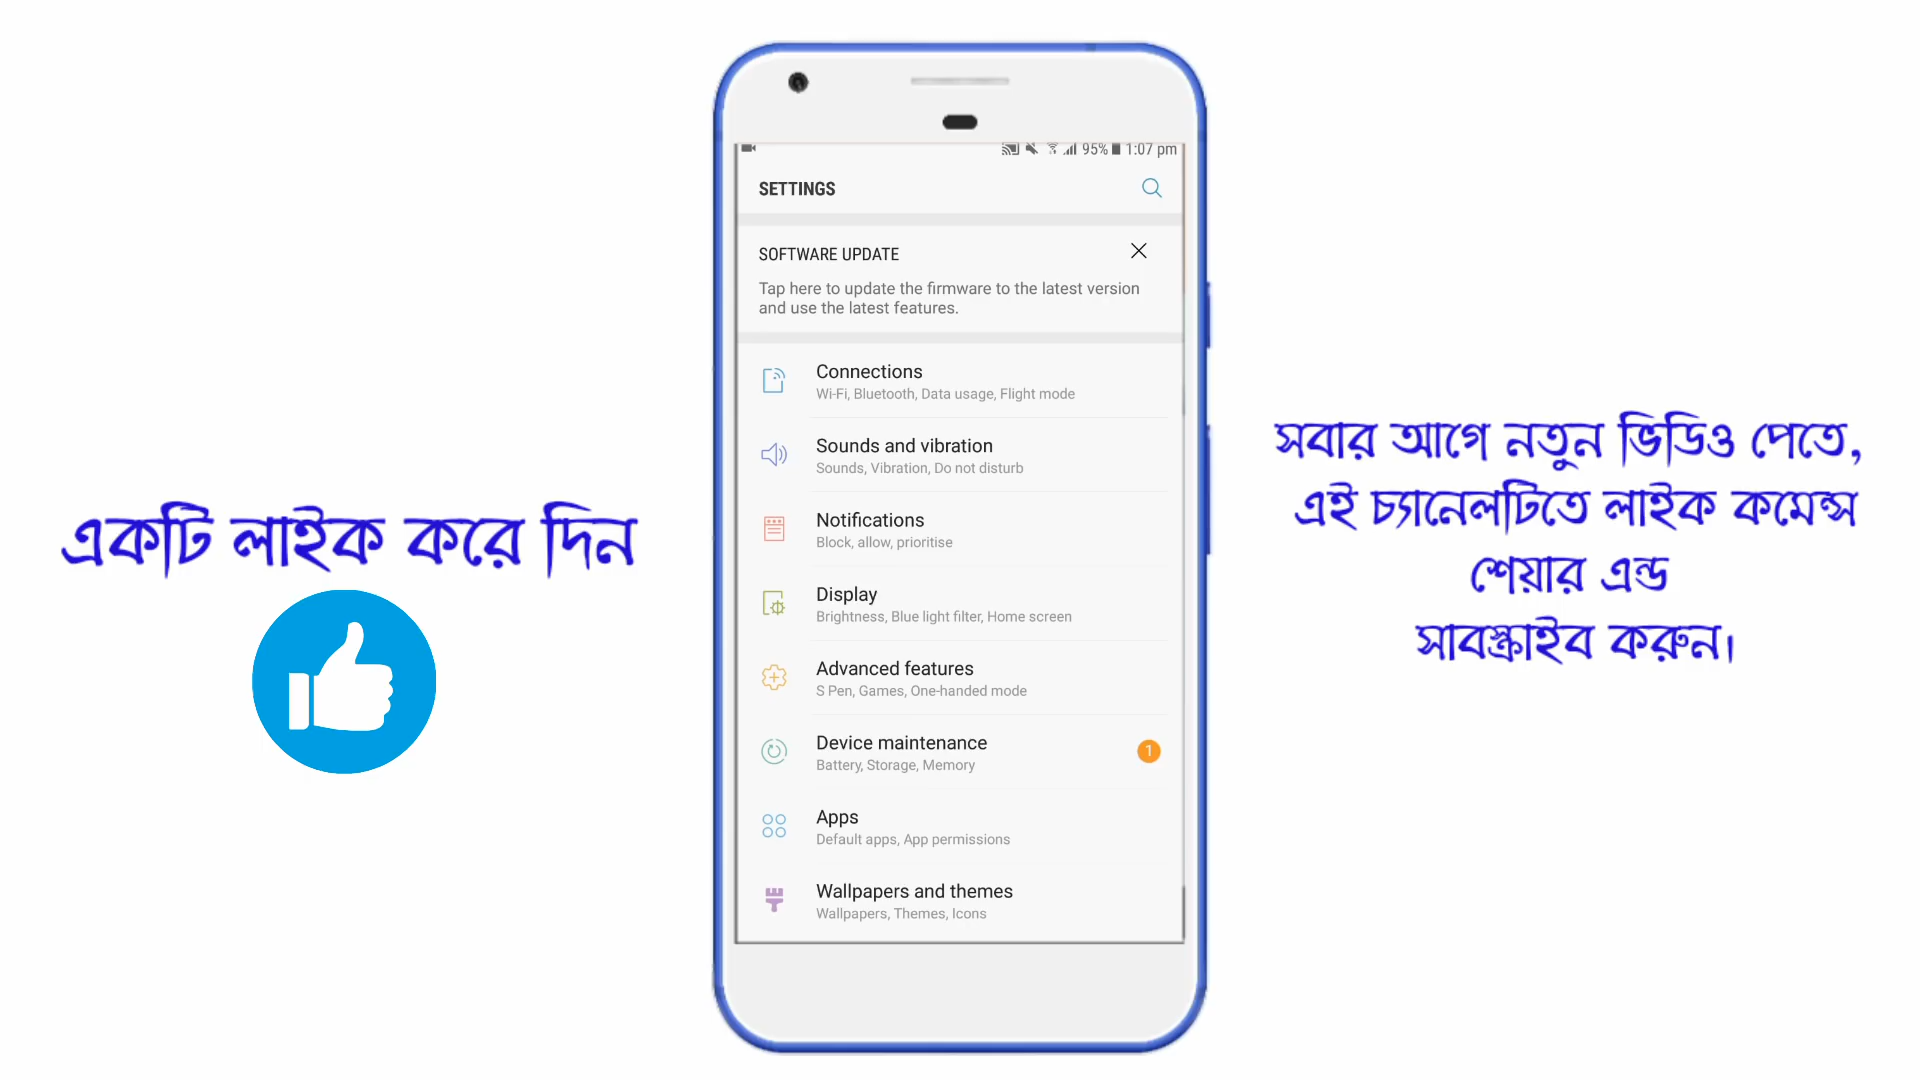 95% 1:07 pm
SETTINGS
SOFTWARE UPDATE
Tap here to update the firmware to the latest version
and use the latest features.
Connections
Wi-Fi, Bluetooth, Data usage, Flight mode
Sounds and vibration
Sounds, Vibration, Do not disturb
Notifications
Block, allow, prioritise
Display
Brightness, Blue light filter, Home screen
Advanced features
S Pen, Games, One-handed mode
Device maintenance
1
Battery, Storage, Memory
Apps
Default apps, App permissions
Wallpapers and themes
Wallpapers, Themes, Icons
একটি লাইক করে দিন
সবার আগে নতুন ভিডিও পেতে,
এই চ্যানেলটিতে লাইক কমেন্স
শেয়ার এন্ড
সাবস্ক্রাইব করুন।